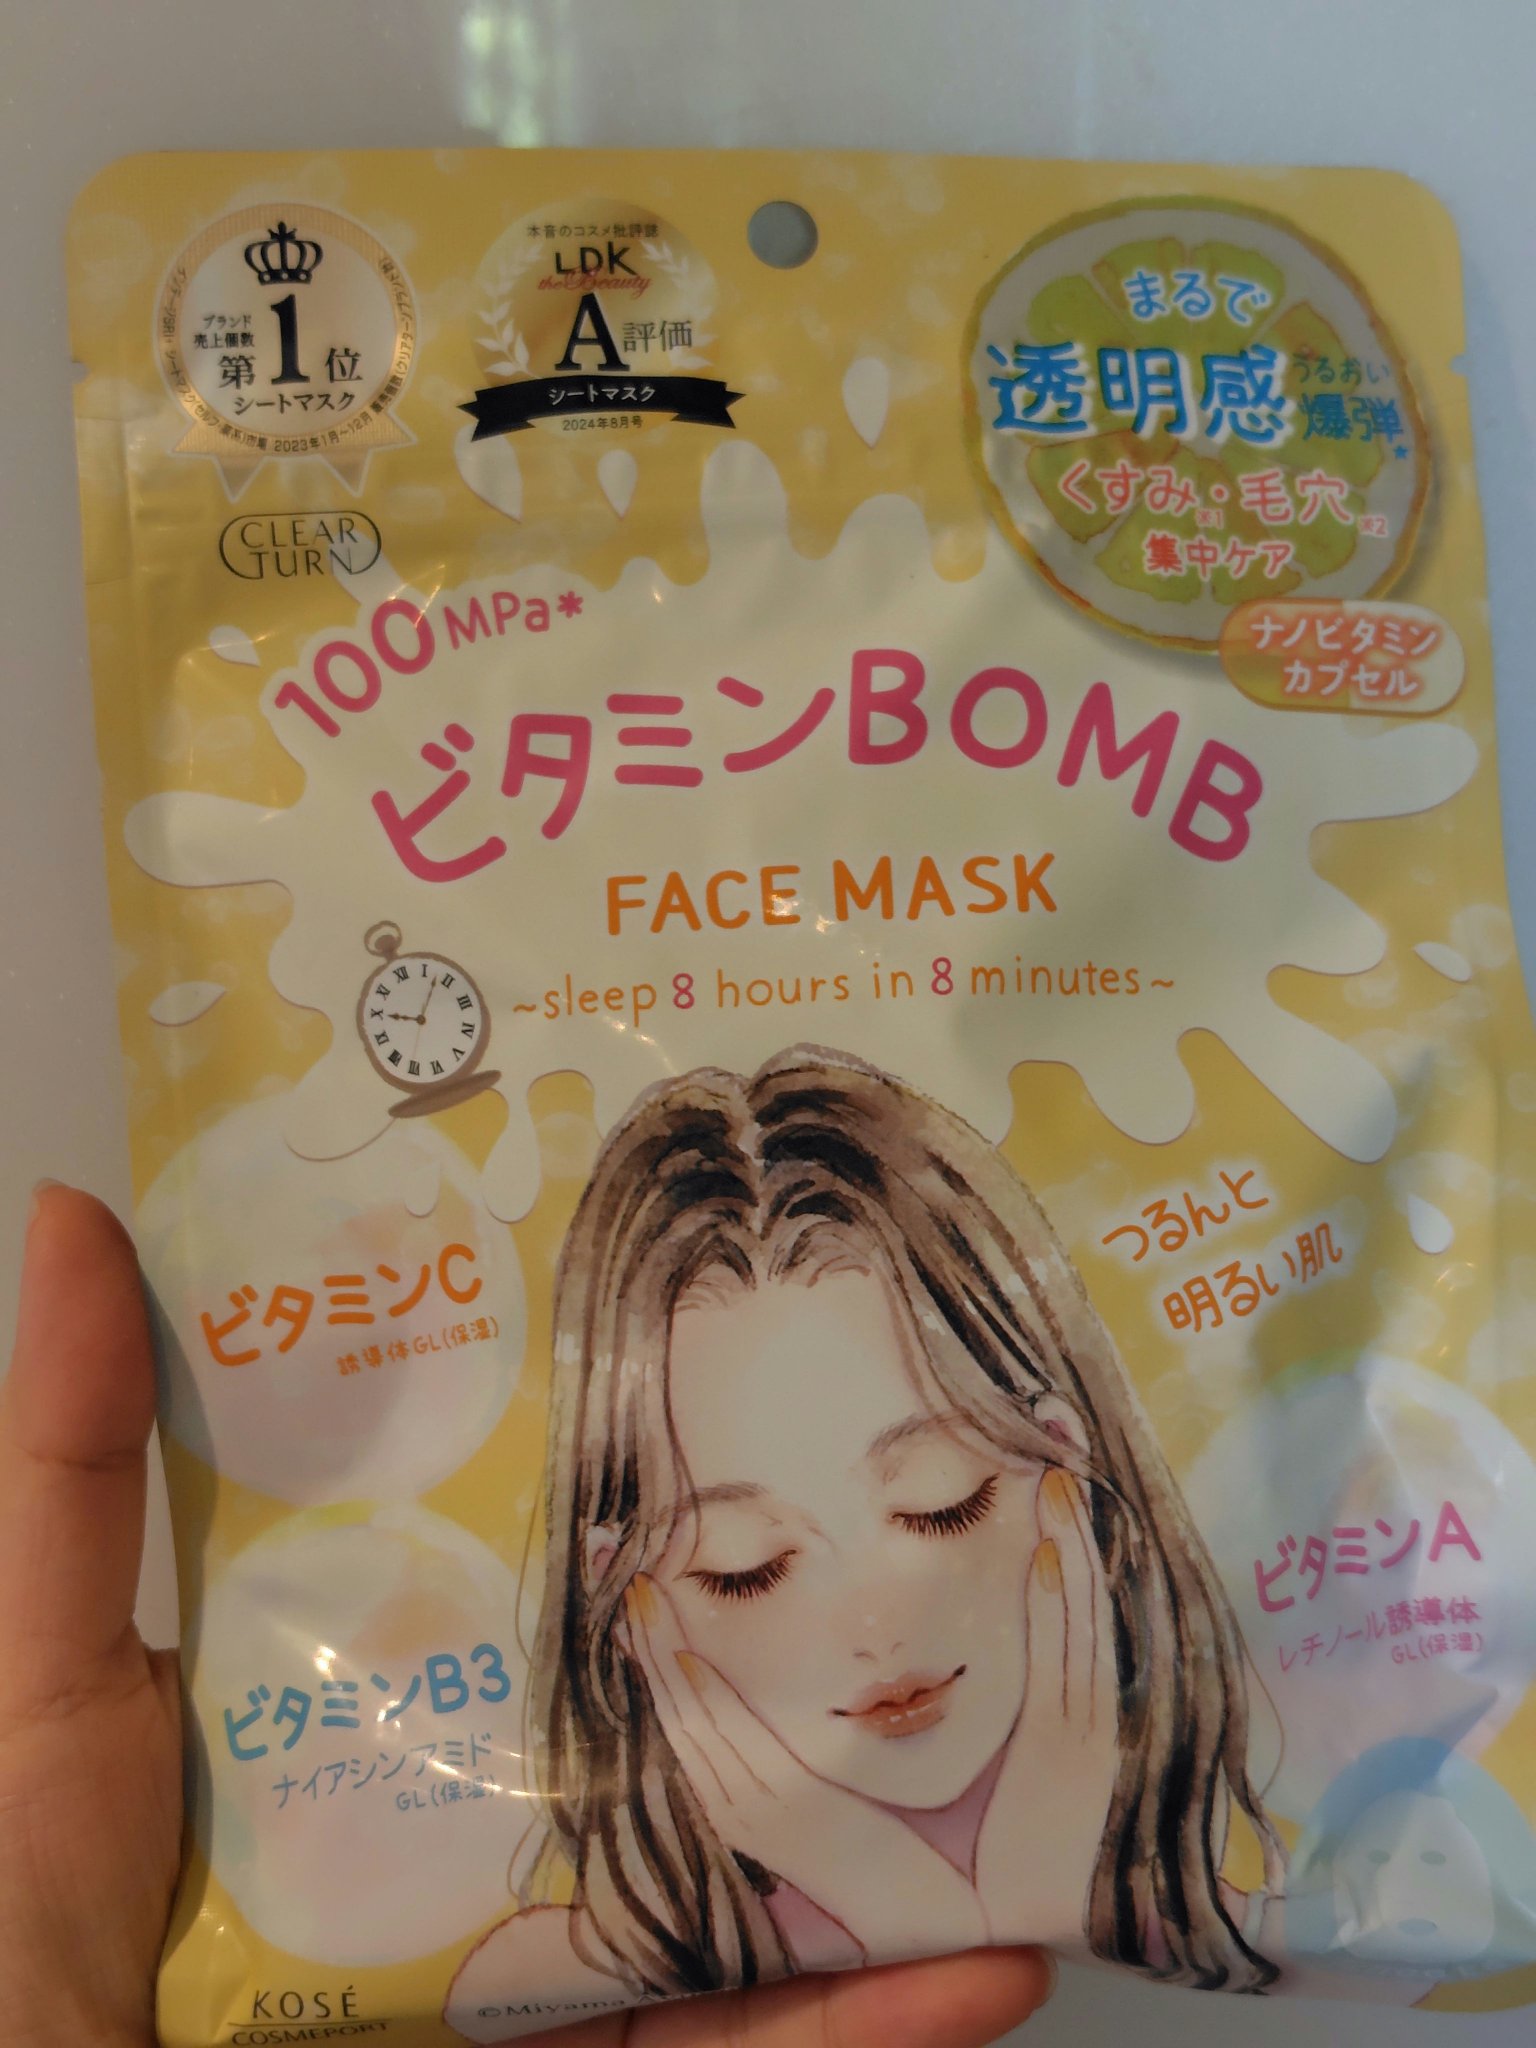 ブランド
売上個数
第1位
シートマスク
2023年1月~12月
本音のコスメ批評誌
LDK
the Beauty
A評価
シートマスク
2024年8月号
まるで
透明感うるおい爆弾★
くすみ※1・毛穴※2
集中ケア
ナノビタミン
カプセル
CLEAR
TURN
100MPa*
ビタミンBOMB
FACE MASK
~sleep 8 hours in 8 minutes~
つるんと
明るい肌
ビタミンC
誘導体GL(保湿)
ビタミンB3
ナイアシンアミド
GL(保湿)
ビタミンA
レチノール誘導体
GL(保湿)
KOSÉ
COSMEPORT
©Miyama